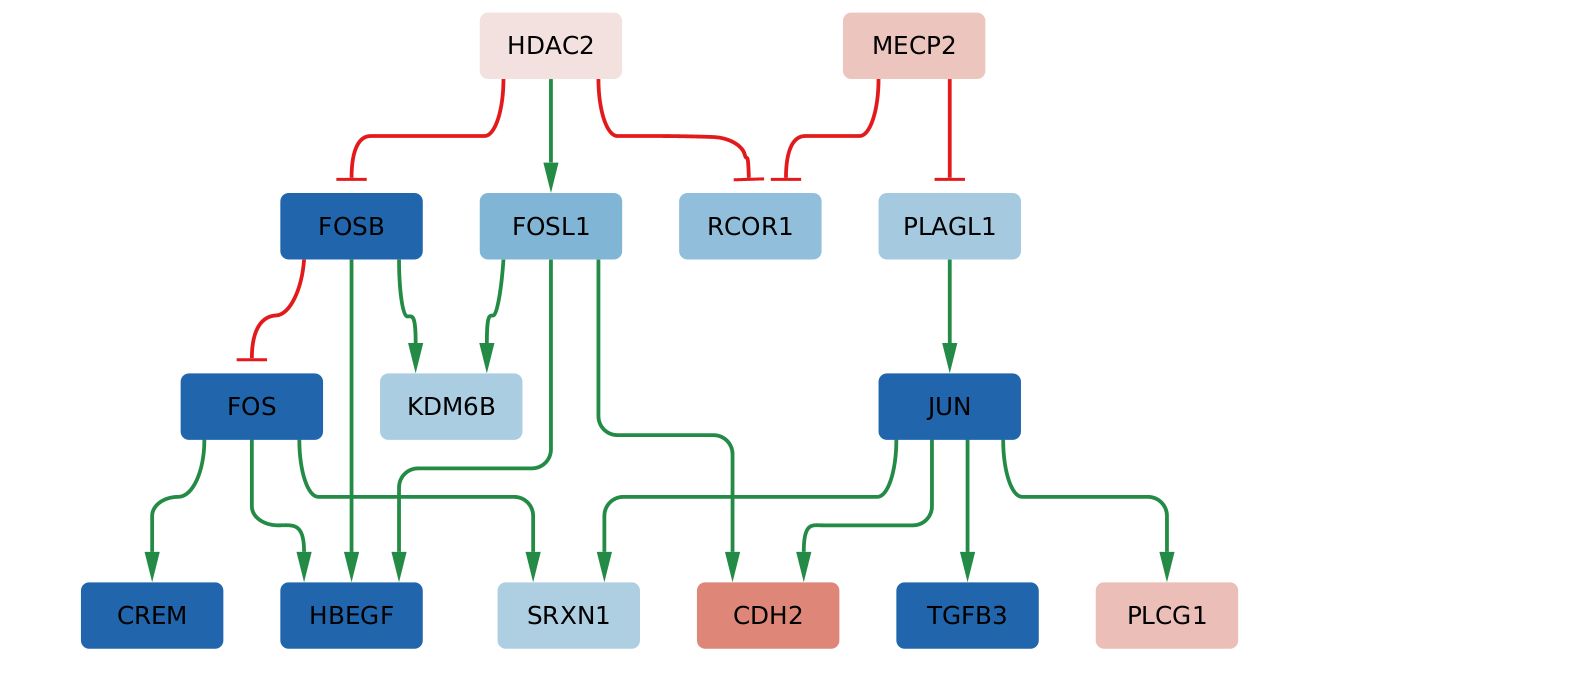 HDAC2
MECP2
FOSB
FOSL1
RCOR1
PLAGL1
FOS
KDM6B
JUN
CREM
HBEGF
SRXN1
CDH2
TGFB3
PLCG1